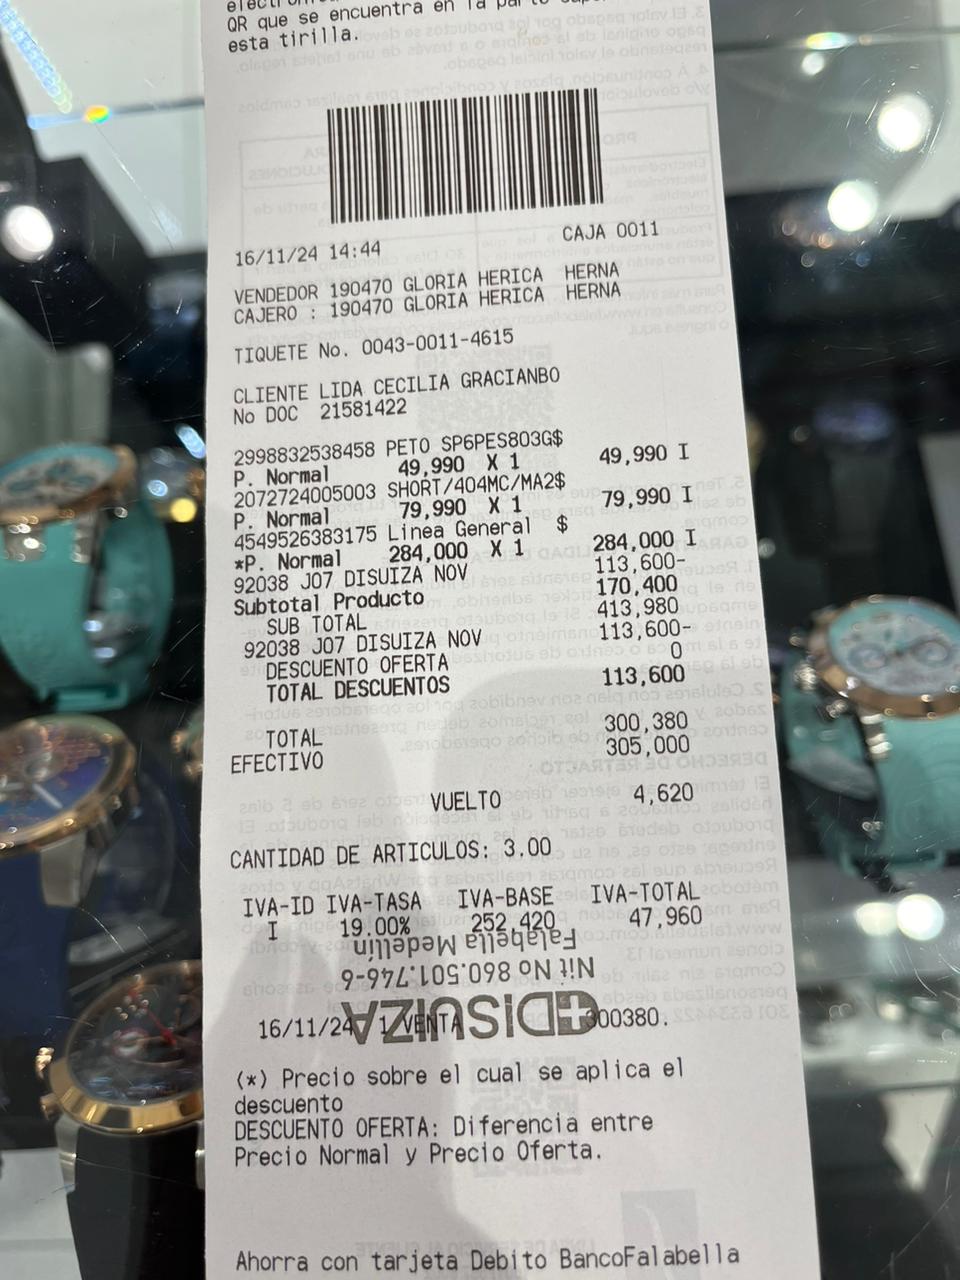 QR que se encuentra en la
esta tirilla.
16/11/24 14:44 CAJA 0011
VENDEDOR 190470 GLORIA HERICA HERNA
CAJERO : 190470 GLORIA HERICA HERNA
TIQUETE No. 0043-0011-4615
CLIENTE LIDA CECILIA GRACIANBO
No DOC 21581422
2998832538458 PETO SP6PES803G$
P. Normal 49,990 X 1 49,990 I
2072724005003 SHORT/404MC/MA2$
P. Normal 79,990 X 1 79,990 I
4549526383175 Linea General $
*P. Normal 284,000 X 1 284,000 I
92038 J07 DISUIZA NOV 113,600-
Subtotal Producto 170,400
SUB TOTAL 413,980
92038 J07 DISUIZA NOV 113,600-
DESCUENTO OFERTA 0
TOTAL DESCUENTOS 113,600
TOTAL 300,380
EFECTIVO 305,000
VUELTO 4,620
CANTIDAD DE ARTICULOS: 3.00
IVA-ID IVA-TASA IVA-BASE IVA-TOTAL
I 19.00% 252,420 47,960
Falabella Medellín
Nit Nº 860.501.746-6
DISUIZA
16/11/24 1 VENTA 300380.
(*) Precio sobre el cual se aplica el
descuento
DESCUENTO OFERTA: Diferencia entre
Precio Normal y Precio Oferta.
Ahorra con tarjeta Debito BancoFalabella